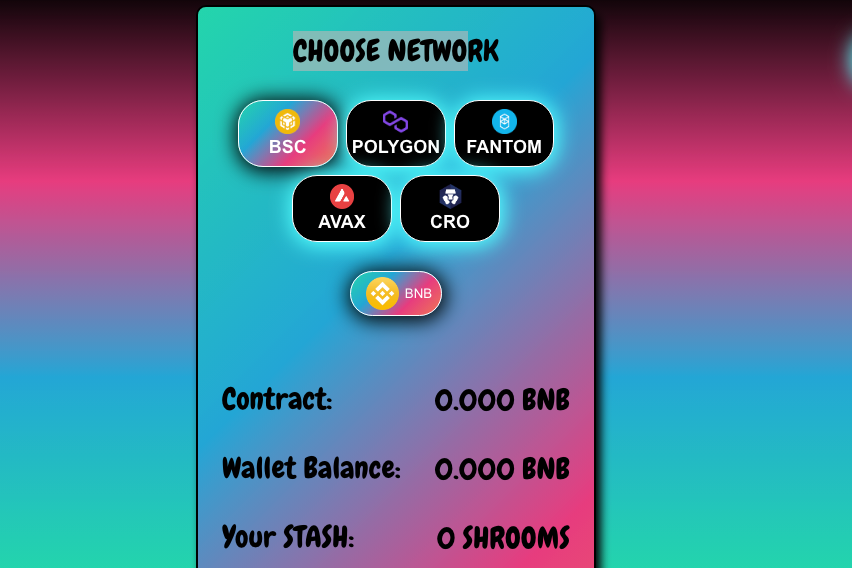 CHOOSE NETWORK
BSC POLYGON FANTOM
AVAX CRO
BNB
Contract: 0.000 BNB
Wallet Balance: 0.000 BNB
Your STASH: 0 SHROOMS